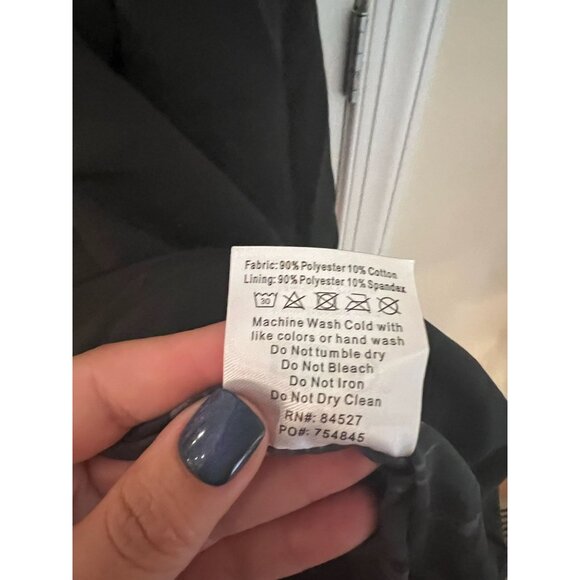 Fabric: 90% Polyester 10% Cotton
Lining: 90% Polyester 10% Spandex
30
Machine Wash Cold with
like colors or hand wash
Do Not tumble dry
Do Not Bleach
Do Not Iron
Do Not Dry Clean
RN#: 84527
PO#: 754845